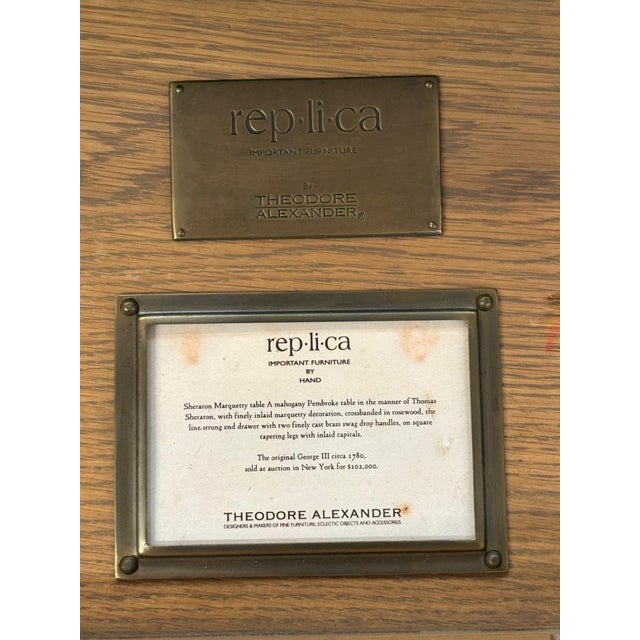 rep·li·ca
IMPORTANT FURNITURE
By
THEODORE
ALEXANDER®
rep·li·ca
IMPORTANT FURNITURE
BY
HAND
Sheraton Marquetry table A mahogany Pembroke table in the manner of Thomas
Sheraton, with finely inlaid marquetry decoration, crossbanded in rosewood, the
line strung end drawer with two finely cast brass swag drop handles, on square
tapering legs with inlaid capitals.
The original George III circa 1780,
sold at auction in New York for $102,000.
THEODORE ALEXANDER®
DESIGNERS & MAKERS OF FINE FURNITURE, ECLECTIC OBJECTS AND ACCESSORIES.